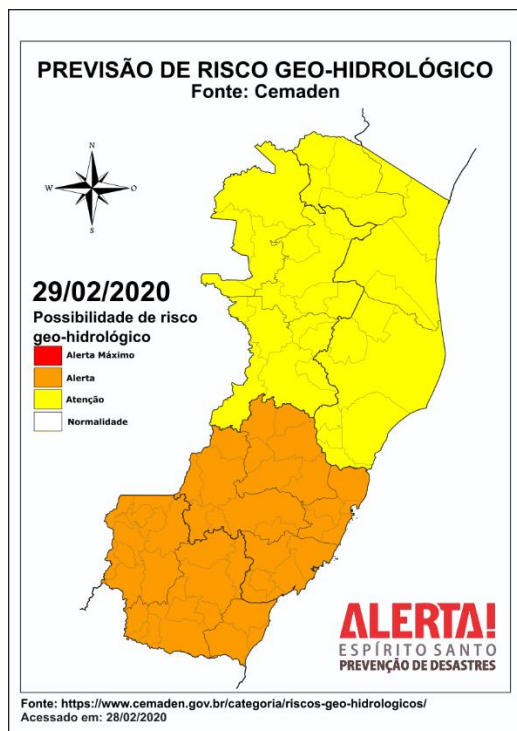 PREVISÃO DE RISCO GEO-HIDROLÓGICO
Fonte: Cemaden
N
W
O
S
29/02/2020
Possibilidade de risco
geo-hidrológico
Alerta Máximo
Alerta
Atenção
Normalidade
ALERTA!
ESPÍRITO SANTO
PREVENÇÃO DE DESASTRES
Fonte: https://www.cemaden.gov.br/categoria/riscos-geo-hidrologicos/
Acessado em: 28/02/2020